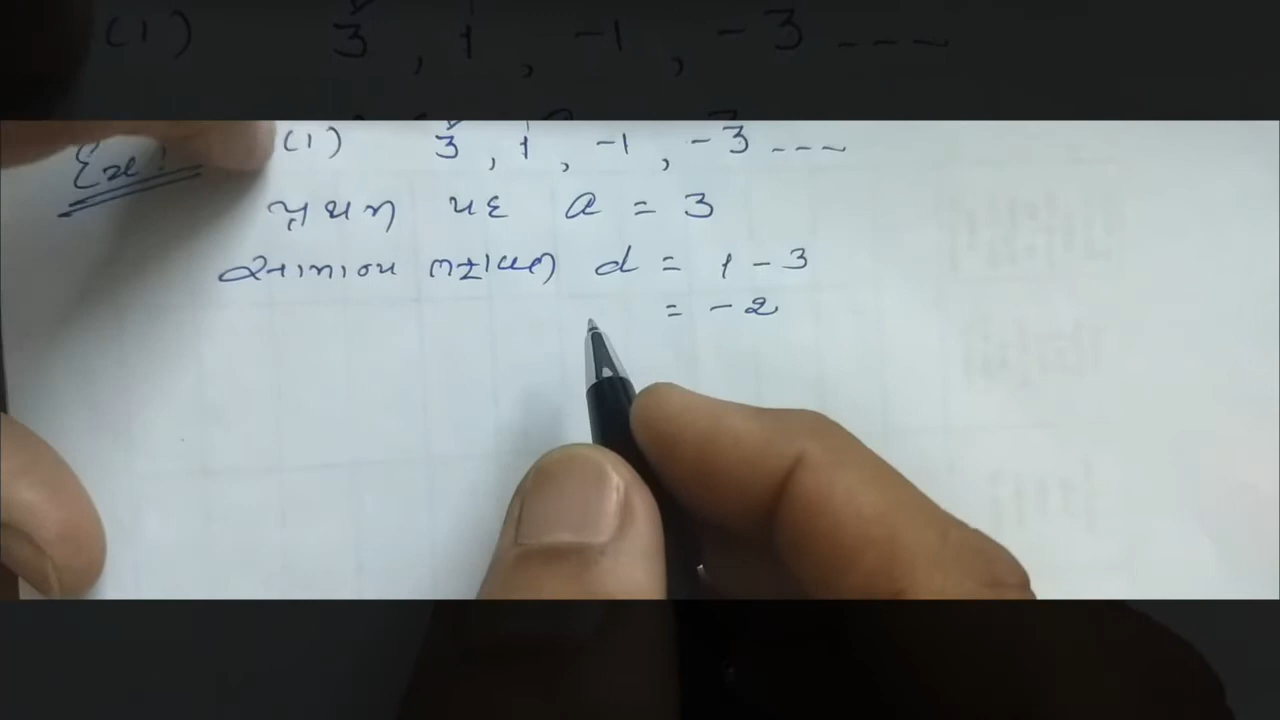 Ex: (1) 3, 1, -1, -3 ---
પ્રથમ પદ a = 3
સામાન્ય તફાવત d = 1 - 3
= - 2